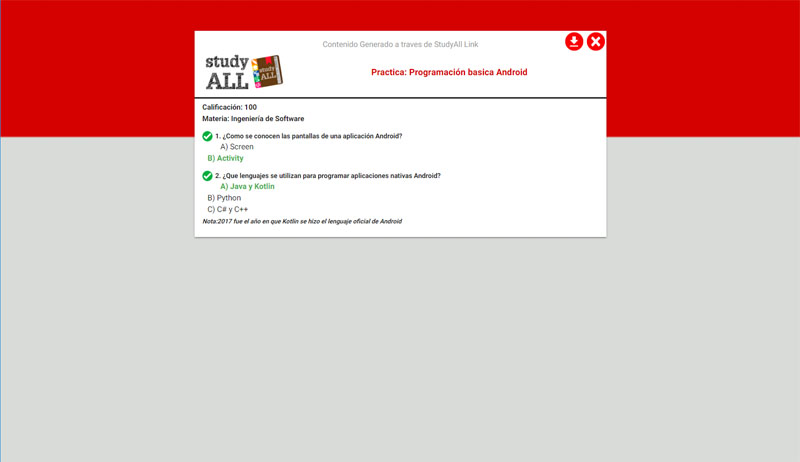 Contenido Generado a traves de StudyAll Link
study
ALL
study
ALL
Practica: Programación basica Android
Calificación: 100
Materia: Ingeniería de Software
1. ¿Como se conocen las pantallas de una aplicación Android?
A) Screen
B) Activity
2. ¿Que lenguajes se utilizan para programar aplicaciones nativas Android?
A) Java y Kotlin
B) Python
C) C# y C++
Nota:2017 fue el año en que Kotlin se hizo el lenguaje oficial de Android